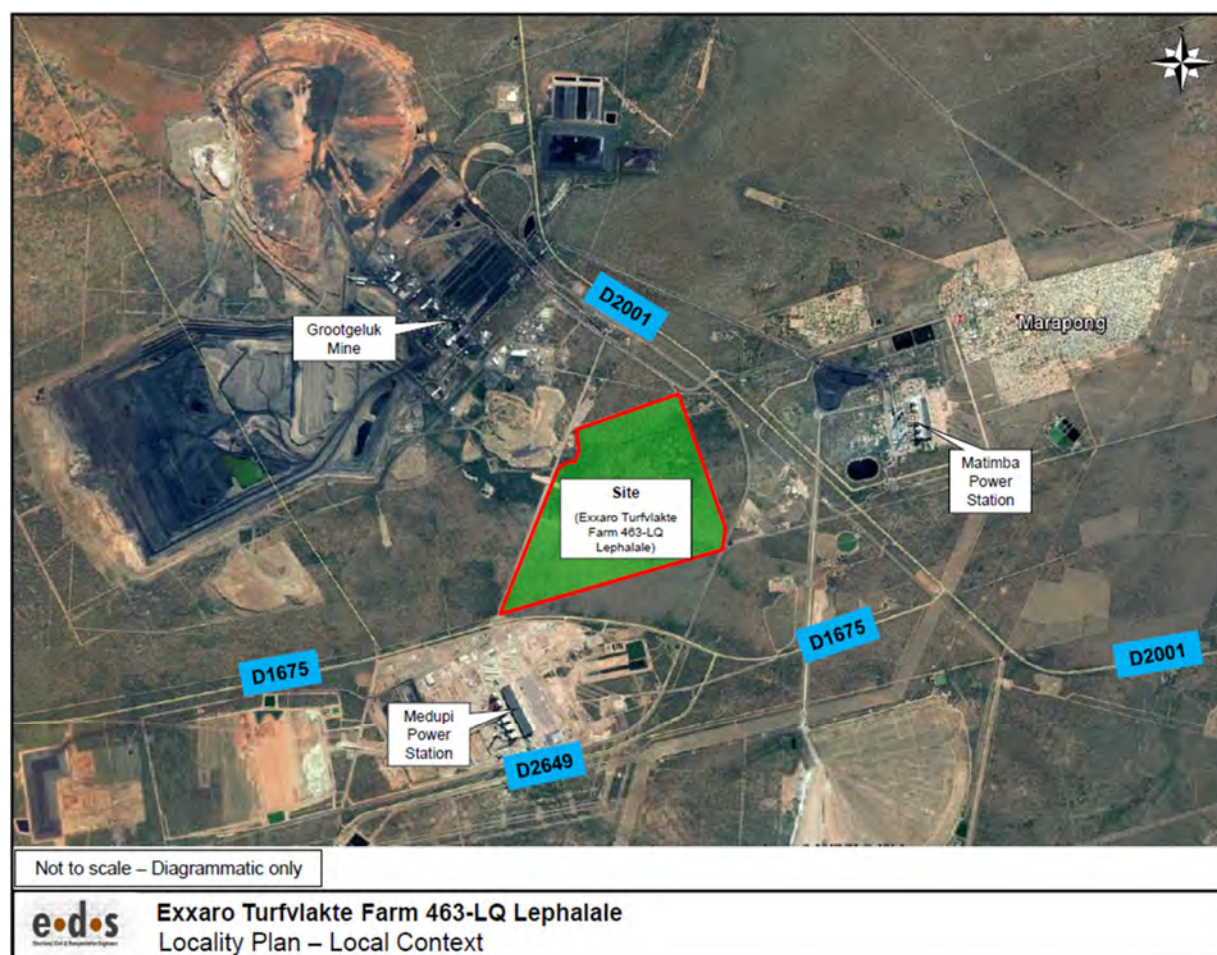 D2001
Grootgeluk
Mine
Marapong
Matimba
Power
Station
Site
(Exxaro Turfvlakte
Farm 463-LQ
Lephalale)
D1675
D2001
D1675
Medupi
Power
Station
D2649
Not to scale – Diagrammatic only
e•d•s
Exxaro Turfvlakte Farm 463-LQ Lephalale
Locality Plan – Local Context